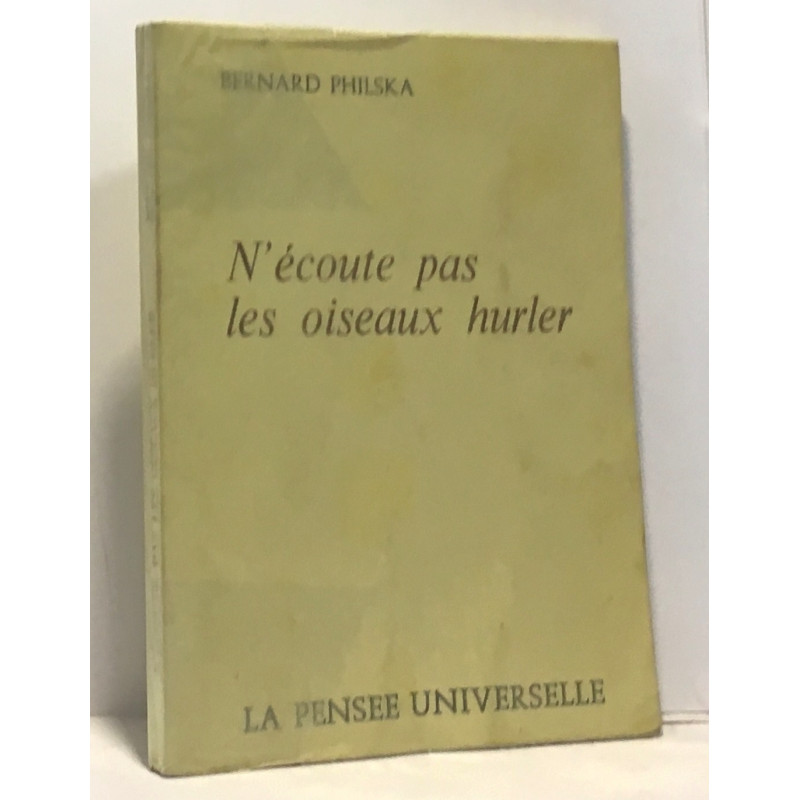 BERNARD PHILSKA
N'écoute pas
les oiseaux hurler
LA PENSEE UNIVERSELLE